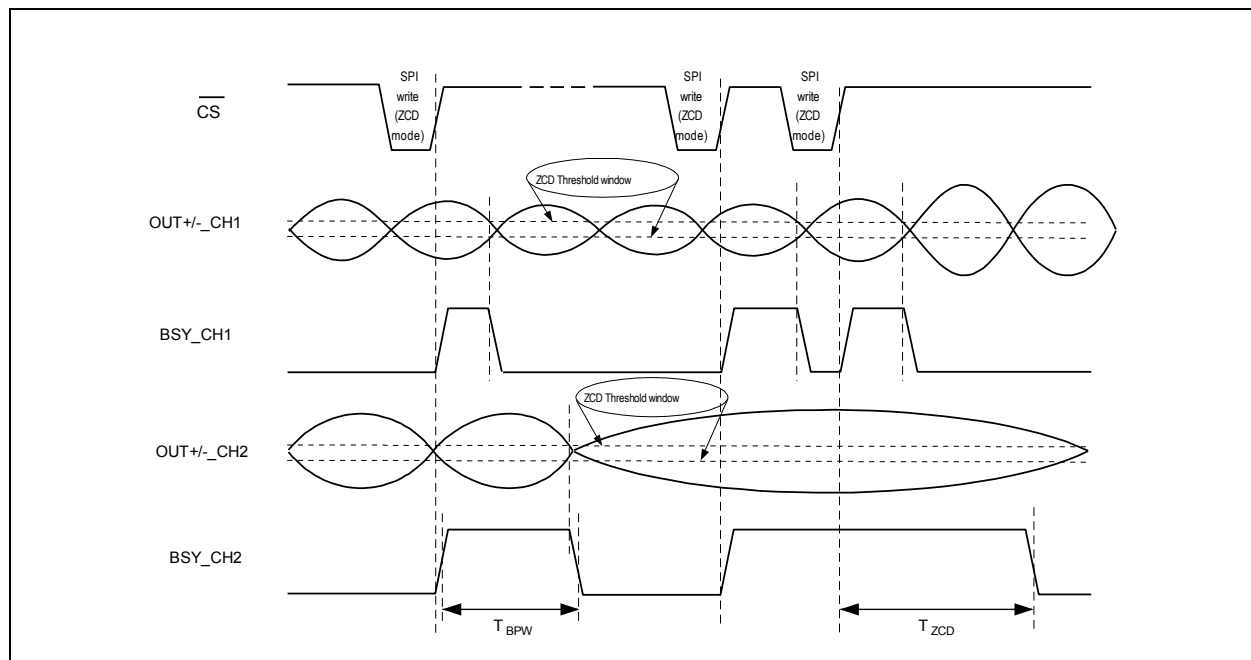 SPI
write
(ZCD
mode)
SPI
write
(ZCD
mode)
SPI
write
(ZCD
mode)
CS
ZCD Threshold window
OUT+/-_CH1
BSY_CH1
ZCD Threshold window
OUT+/-_CH2
BSY_CH2
T BPW
T ZCD